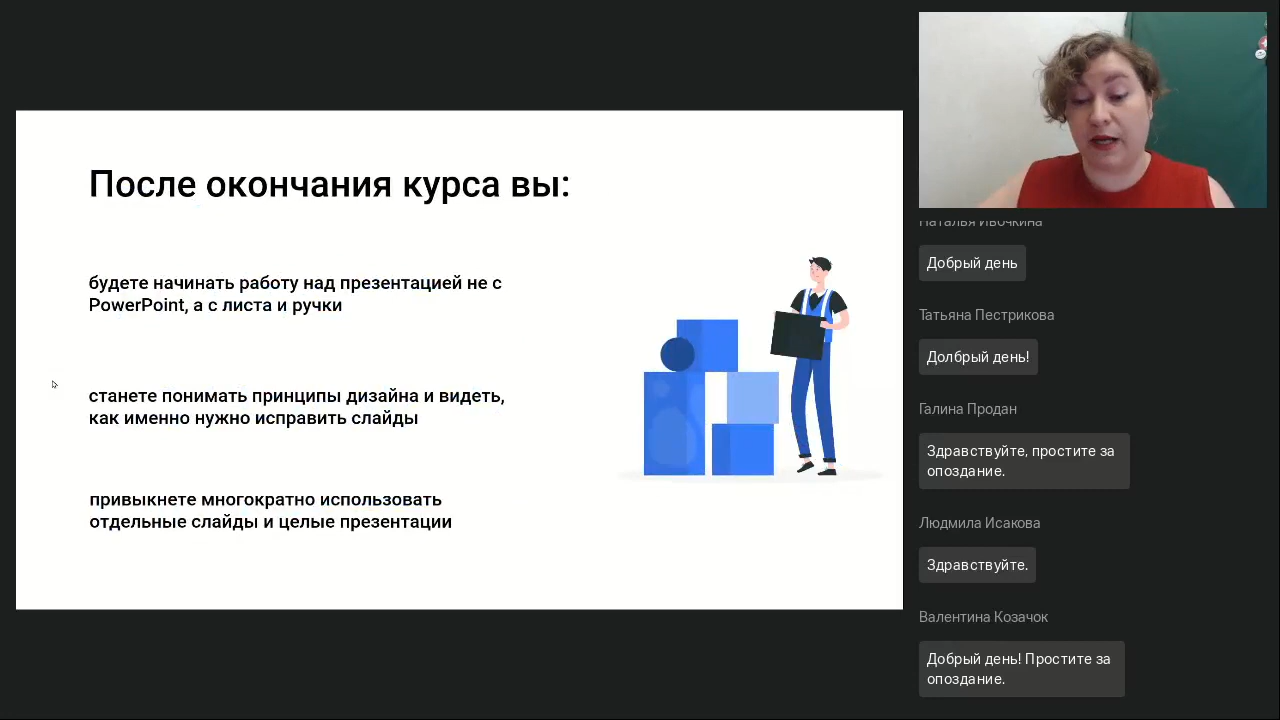 После окончания курса вы:
будете начинать работу над презентацией не с
PowerPoint, а с листа и ручки
станете понимать принципы дизайна и видеть,
как именно нужно исправить слайды
привыкнете многократно использовать
отдельные слайды и целые презентации
Наталья Ивочкина
Добрый день
Татьяна Пестрикова
Долбрый день!
Галина Продан
Здравствуйте, простите за
опоздание.
Людмила Исакова
Здравствуйте.
Валентина Козачок
Добрый день! Простите за
опоздание.